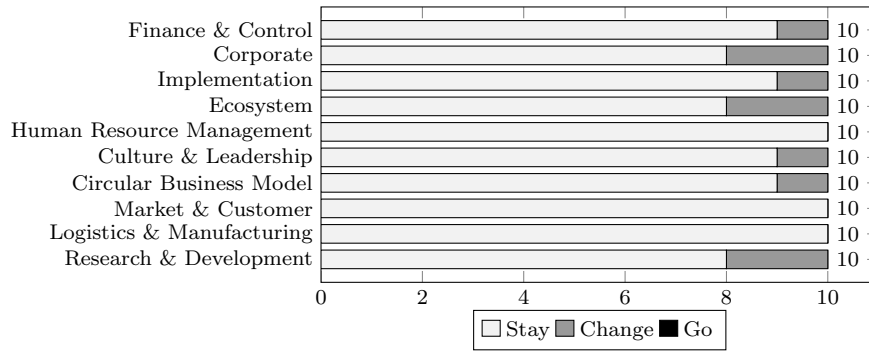 Finance & Control 10
Corporate 10
Implementation 10
Ecosystem 10
Human Resource Management 10
Culture & Leadership 10
Circular Business Model 10
Market & Customer 10
Logistics & Manufacturing 10
Research & Development 10
0 2 4 6 8 10
Stay Change Go